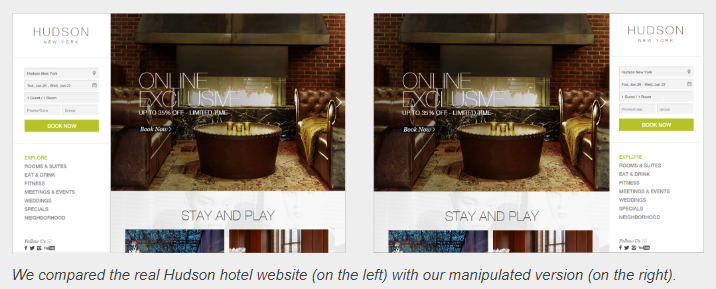 HUDSON
NEW YORK
Hudson New York
Tue, Jan 26 - Wed, Jan 27
1 Guest / 1 Room
Promo/Corp Group
BOOK NOW
EXPLORE
ROOMS & SUITES
EAT & DRINK
FITNESS
MEETINGS & EVENTS
WEDDINGS
SPECIALS
NEIGHBORHOOD
Follow Us
ONLINE
EXCLUSIVE
UP TO 35% OFF - LIMITED TIME
Book Now
STAY AND PLAY
ONLINE
EXCLUSIVE
UP TO 35% OFF - LIMITED TIME
Book Now
STAY AND PLAY
HUDSON
NEW YORK
Hudson New York
Tue, Jan 26 - Wed, Jan 27
1 Guest / 1 Room
Group
BOOK NOW
EXPLORE
ROOMS & SUITES
EAT & DRINK
FITNESS
MEETINGS & EVENTS
WEDDINGS
SPECIALS
NEIGHBORHOOD
Follow Us
We compared the real Hudson hotel website (on the left) with our manipulated version (on the right).